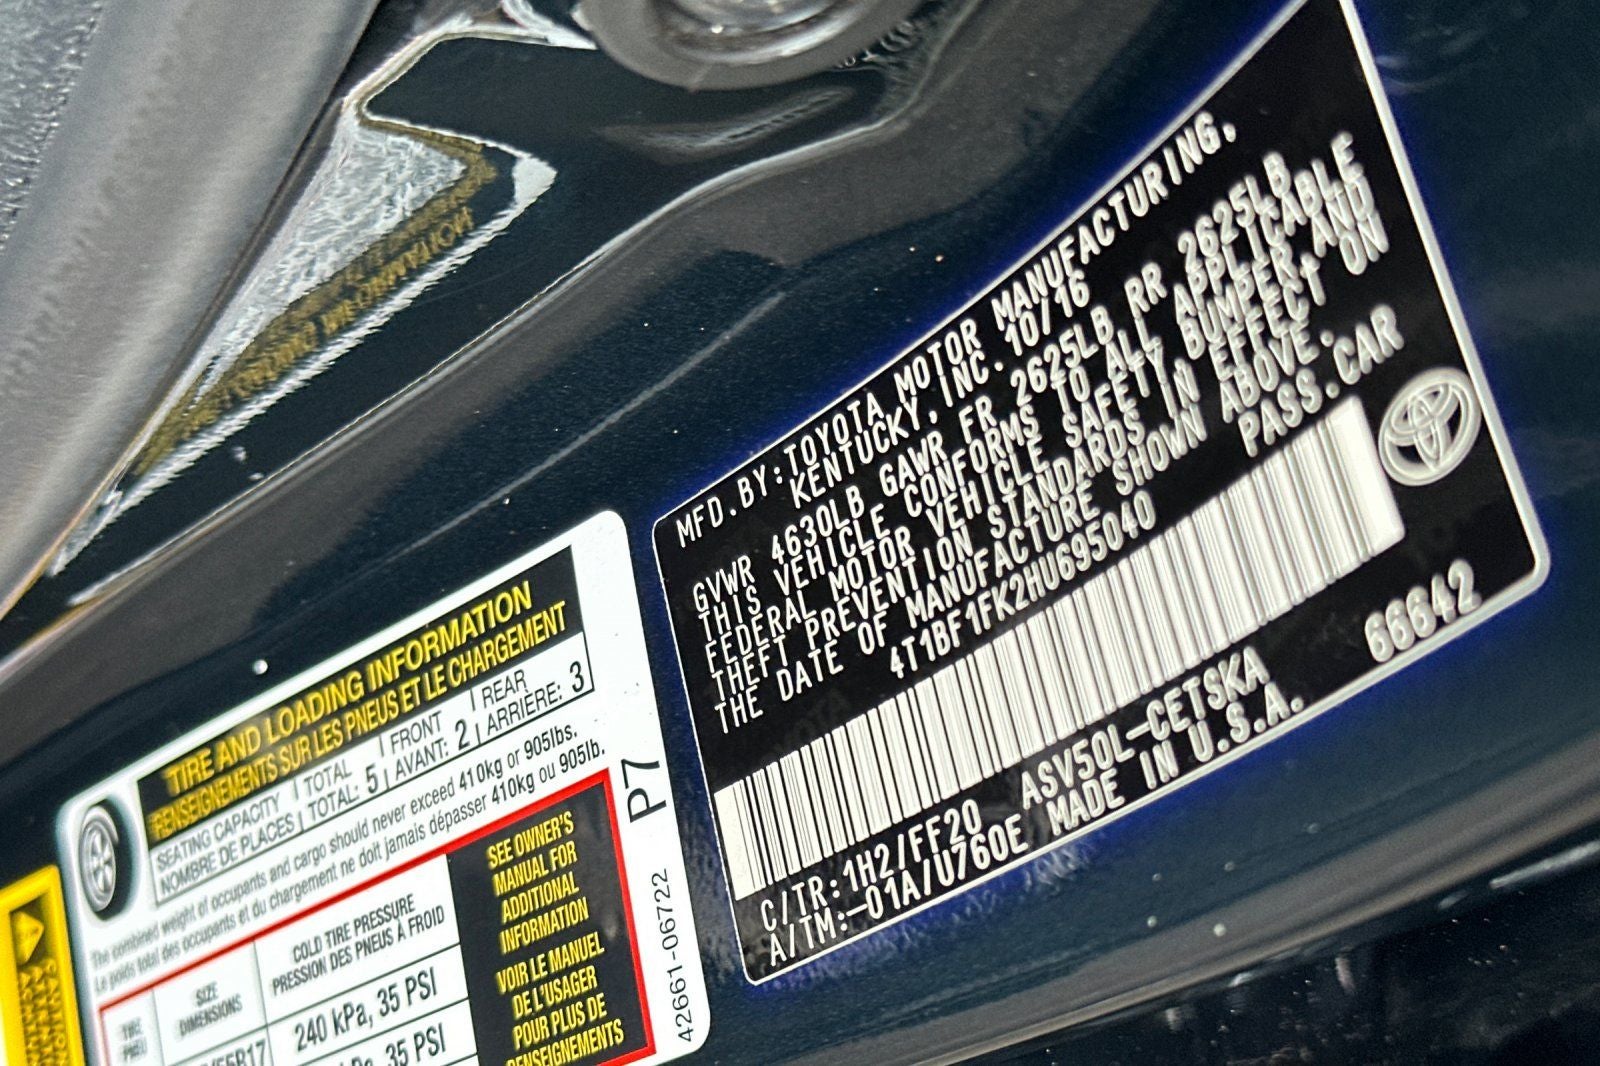 MFD.BY:TOYOTA MOTOR MANUFACTURING,
KENTUCKY,INC. 10/16
GVWR 4630LB GAWR FR 2625LB RR 2625LB
THIS VEHICLE CONFORMS TO ALL APPLICABLE
FEDERAL MOTOR VEHICLE SAFETY BUMPER AND
THEFT PREVENTION STANDARDS IN EFFECT ON
THE DATE OF MANUFACTURE SHOWN ABOVE.
4T1BF1FK2HU695040 PASS.CAR
C/TR:1H2/FF20 ASV50L-CETSKA 66642
A/TM:-01A/U760E MADE IN U.S.A.
TIRE AND LOADING INFORMATION
RENSEIGNEMENTS SUR LES PNEUS ET LE CHARGEMENT
SEATING CAPACITY TOTAL FRONT REAR
NOMBRE DE PLACES TOTAL: 5 AVANT: 2 ARRIÈRE: 3
The combined weight of occupants and cargo should never exceed 410kg or 905lbs.
Le poids total des occupants et du chargement ne doit jamais dépasser 410kg ou 905lb.
SIZE
DIMENSIONS
COLD TIRE PRESSURE
PRESSION DES PNEUS À FROID
240 kPa, 35 PSI
35 PSI
SEE OWNER'S
MANUAL FOR
ADDITIONAL
INFORMATION
VOIR LE MANUEL
DE L'USAGER
POUR PLUS DE
RENSEIGNEMENTS
P7
42661-06722